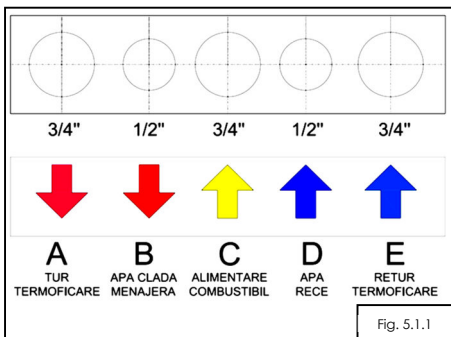 3/4" 1/2" 3/4" 1/2" 3/4"
A B C D E
TUR TERMOFICARE
APA CLADA MENAJERA
ALIMENTARE COMBUSTIBIL
APA RECE
RETUR TERMOFICARE
Fig. 5.1.1